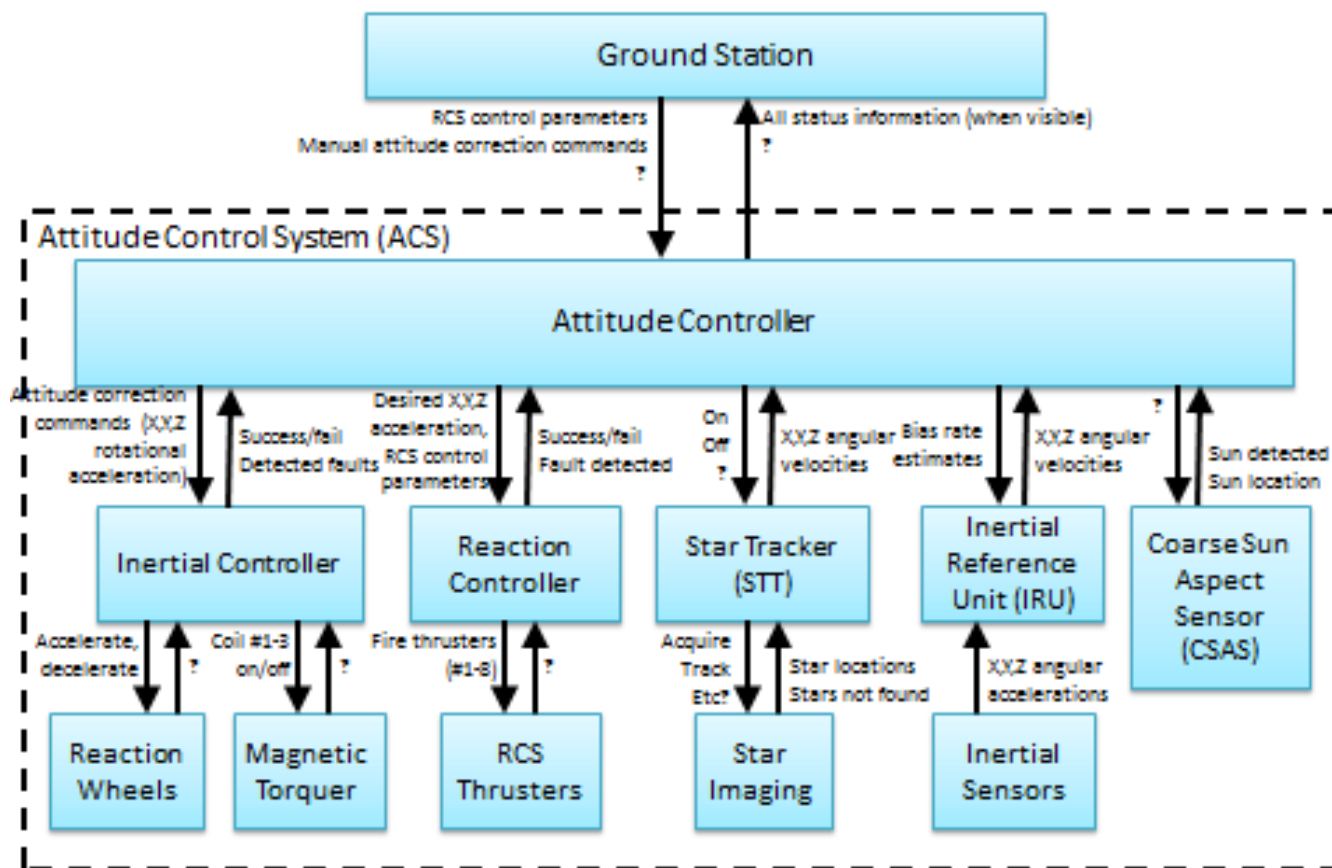 Ground Station
RCS control parameters
Manual attitude correction commands
?
All status information (when visible)
?
Attitude Control System (ACS)
Attitude Controller
Attitude correction
commands (X,Y,Z
rotational
acceleration)
Success/fail
Detected faults
Desired X,Y,Z
acceleration,
RCS control
parameters
Success/fail
Fault detected
On
Off
?
X,Y,Z angular
velocities
Bias rate
estimates
X,Y,Z angular
velocities
?
Sun detected
Sun location
Inertial Controller
Reaction
Controller
Star Tracker
(STT)
Inertial
Reference
Unit (IRU)
Coarse Sun
Aspect
Sensor
(CSAS)
Accelerate,
decelerate
?
Coil #1-3
on/off
?
Fire thrusters
(#1-8)
?
Acquire
Track
Etc?
Star locations
Stars not found
X,Y,Z angular
accelerations
Reaction
Wheels
Magnetic
Torquer
RCS
Thrusters
Star
Imaging
Inertial
Sensors